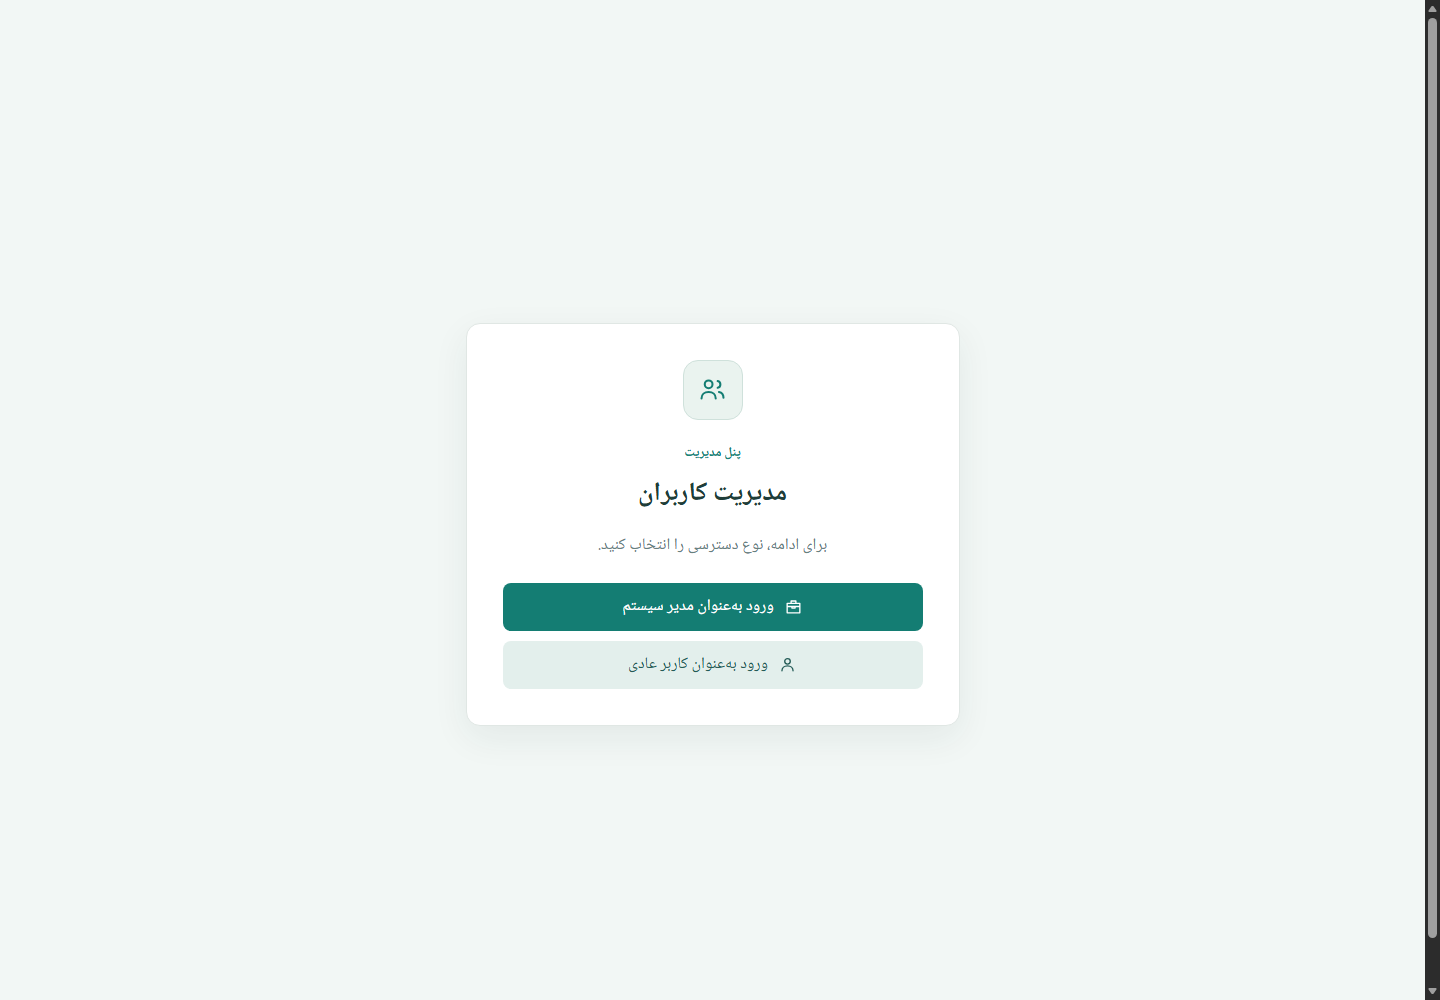 پنل مدیریت
مدیریت کاربران
برای ادامه، نوع دسترسی را انتخاب کنید.
ورود به‌عنوان مدیر سیستم
ورود به‌عنوان کاربر عادی